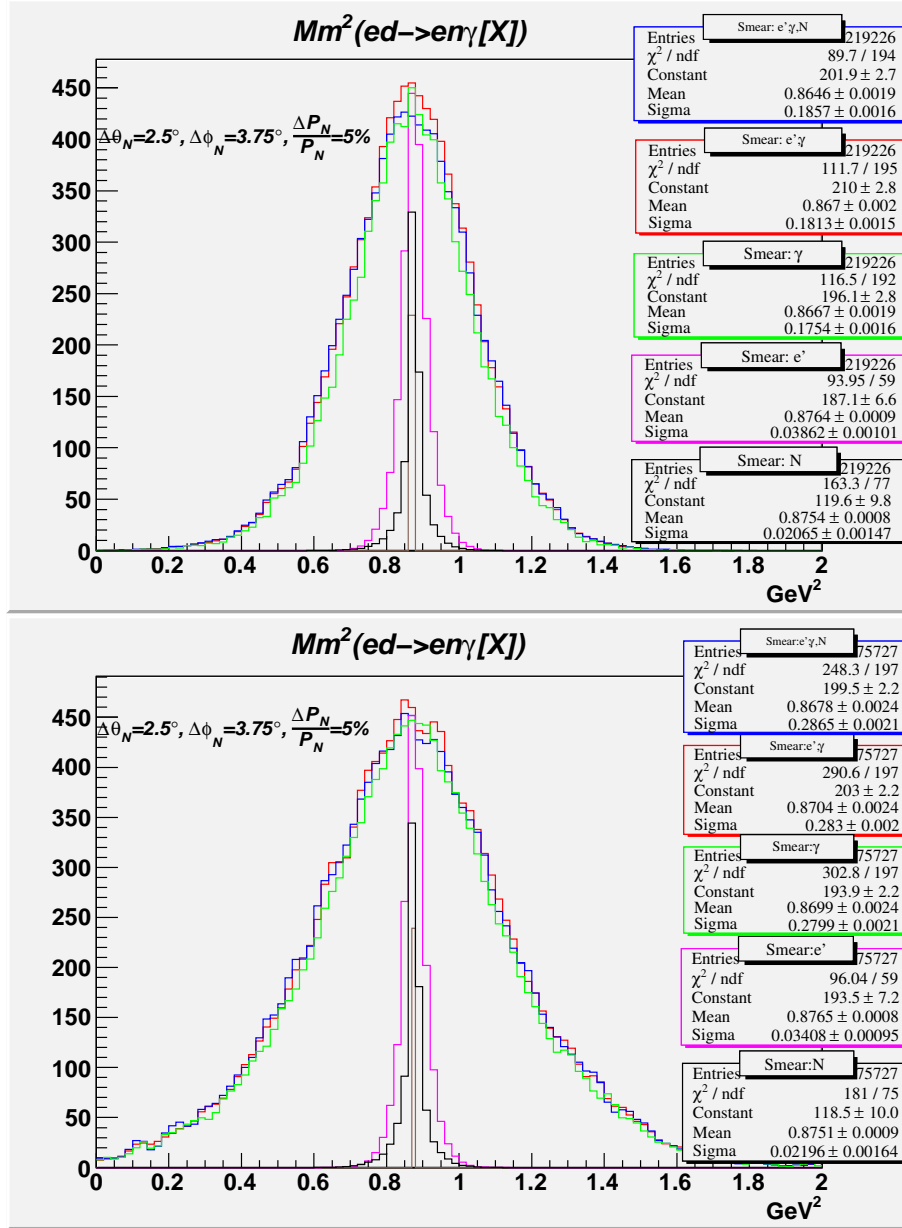 Mm²(ed->enγ[X])
Δθ_N=2.5°, Δϕ_N=3.75°, ΔP_N/P_N=5%
450
400
350
300
250
200
150
100
50
0
0 0.2 0.4 0.6 0.8 1 1.2 1.4 1.6 1.8 2
GeV²
Smear: e',γ,N
Entries 219226
χ² / ndf 89.7 / 194
Constant 201.9 ± 2.7
Mean 0.8646 ± 0.0019
Sigma 0.1857 ± 0.0016
Smear: e',γ
Entries 219226
χ² / ndf 111.7 / 195
Constant 210 ± 2.8
Mean 0.867 ± 0.002
Sigma 0.1813 ± 0.0015
Smear: γ
Entries 219226
χ² / ndf 116.5 / 192
Constant 196.1 ± 2.8
Mean 0.8667 ± 0.0019
Sigma 0.1754 ± 0.0016
Smear: e'
Entries 219226
χ² / ndf 93.95 / 59
Constant 187.1 ± 6.6
Mean 0.8764 ± 0.0009
Sigma 0.03862 ± 0.00101
Smear: N
Entries 219226
χ² / ndf 163.3 / 77
Constant 119.6 ± 9.8
Mean 0.8754 ± 0.0008
Sigma 0.02065 ± 0.00147
Mm²(ed->enγ[X])
Δθ_N=2.5°, Δϕ_N=3.75°, ΔP_N/P_N=5%
450
400
350
300
250
200
150
100
50
0
0 0.2 0.4 0.6 0.8 1 1.2 1.4 1.6 1.8 2
GeV²
Smear:e',γ,N
Entries 75727
χ² / ndf 248.3 / 197
Constant 199.5 ± 2.2
Mean 0.8678 ± 0.0024
Sigma 0.2865 ± 0.0021
Smear:e',γ
Entries 75727
χ² / ndf 290.6 / 197
Constant 203 ± 2.2
Mean 0.8704 ± 0.0024
Sigma 0.283 ± 0.002
Smear:γ
Entries 75727
χ² / ndf 302.8 / 197
Constant 193.9 ± 2.2
Mean 0.8699 ± 0.0024
Sigma 0.2799 ± 0.0021
Smear:e'
Entries 75727
χ² / ndf 96.04 / 59
Constant 193.5 ± 7.2
Mean 0.8765 ± 0.0008
Sigma 0.03408 ± 0.00095
Smear:N
Entries 75727
χ² / ndf 181 / 75
Constant 118.5 ± 10.0
Mean 0.8751 ± 0.0009
Sigma 0.02196 ± 0.00164